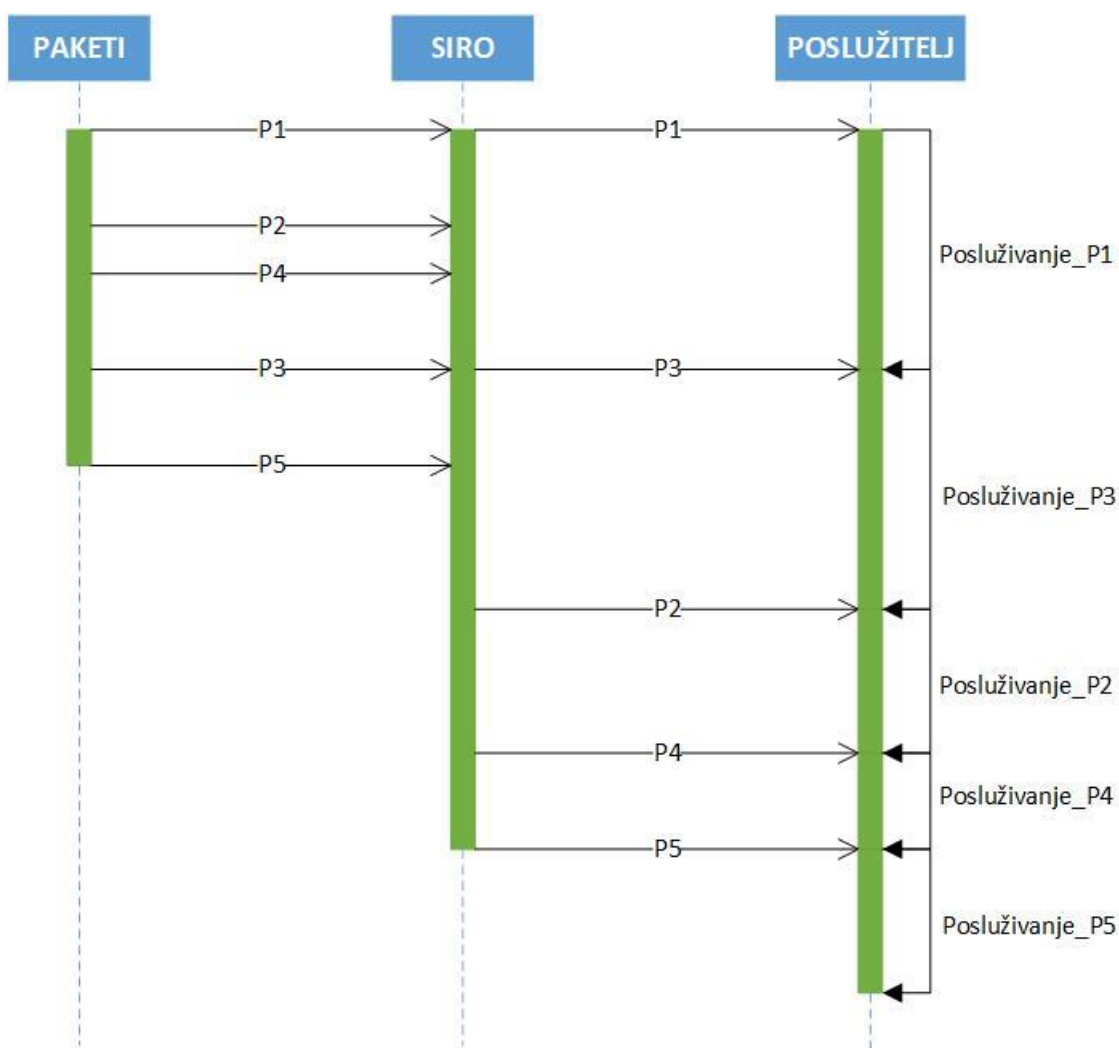 PAKETI
SIRO
POSLUŽITELJ
P1
P1
P2
Posluživanje_P1
P4
P3
P3
P5
Posluživanje_P3
P2
Posluživanje_P2
P4
Posluživanje_P4
P5
Posluživanje_P5